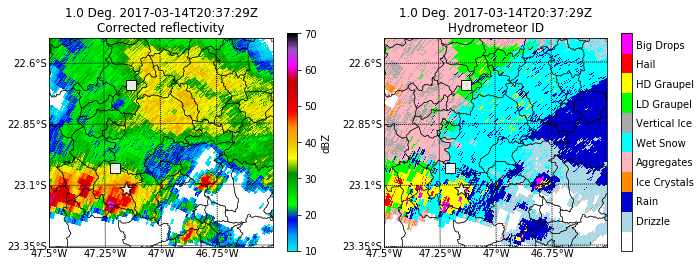 1.0 Deg. 2017-03-14T20:37:29Z
Corrected reflectivity
22.6°S
22.85°S
23.1°S
23.35°S
47.5°W
47.25°W
47.0°W
46.75°W
70
60
50
40
30
20
10
dBZ
1.0 Deg. 2017-03-14T20:37:29Z
Hydrometeor ID
22.6°S
22.85°S
23.1°S
23.35°S
47.5°W
47.25°W
47.0°W
46.75°W
Big Drops
Hail
HD Graupel
LD Graupel
Vertical Ice
Wet Snow
Aggregates
Ice Crystals
Rain
Drizzle